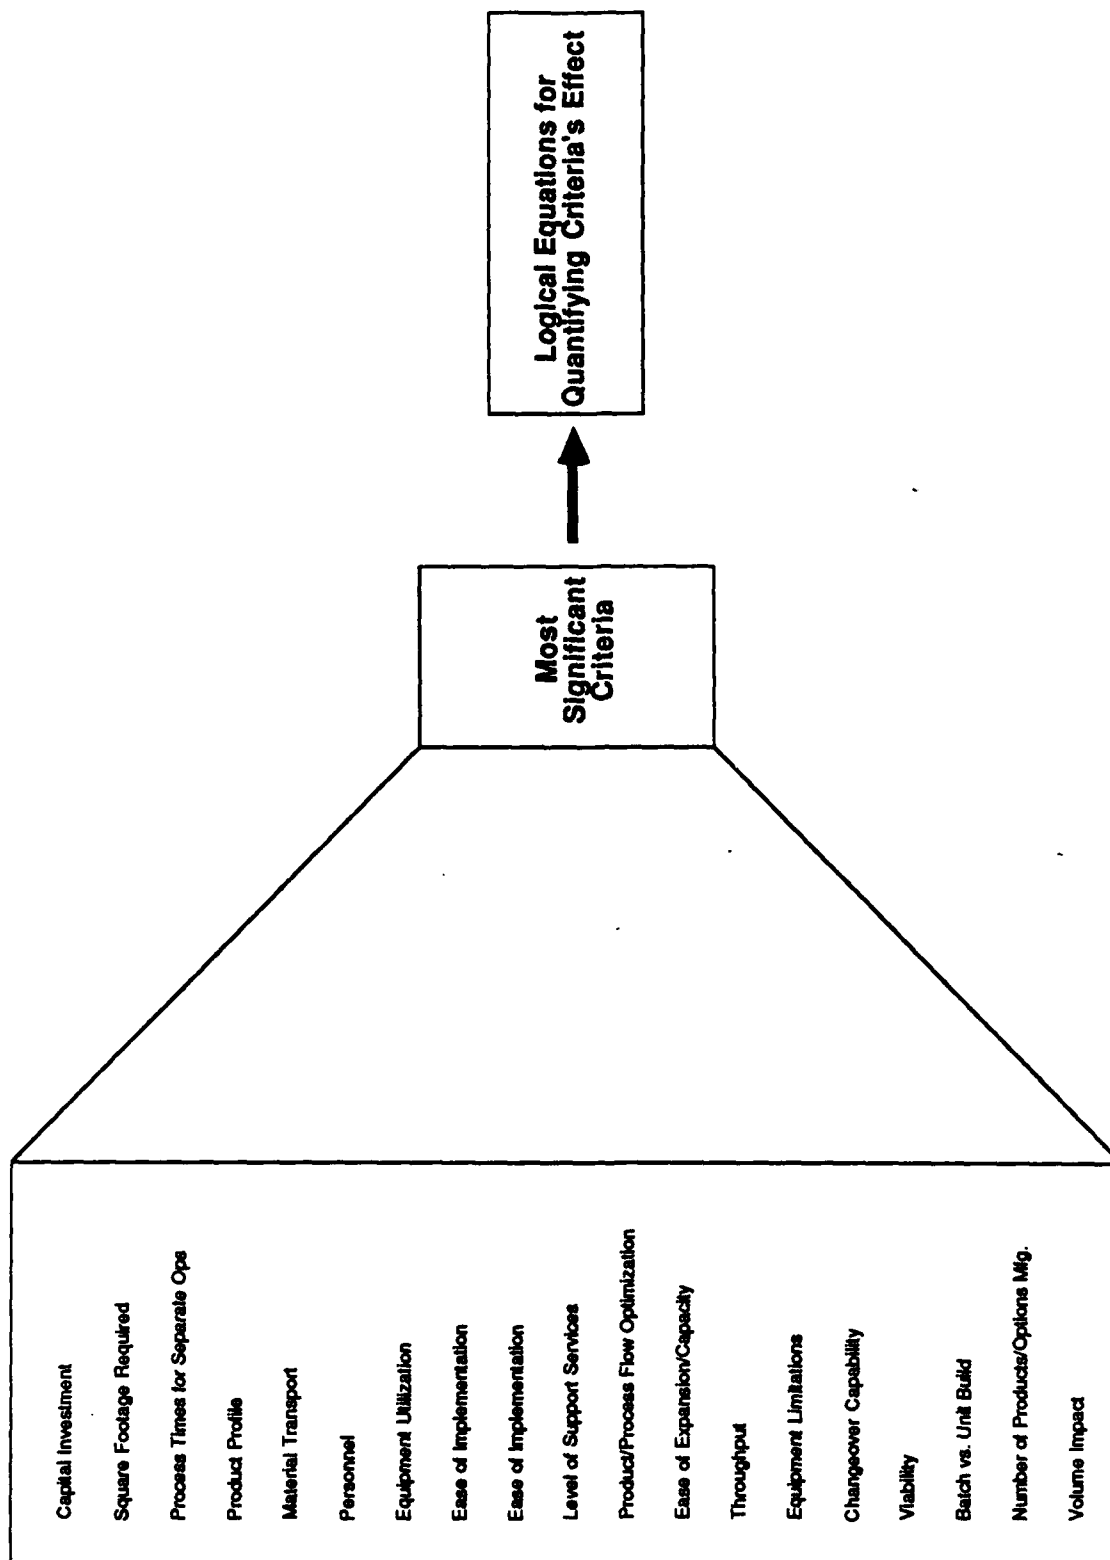 Capital Investment
Square Footage Required
Process Times for Separate Ops
Product Profile
Material Transport
Personnel
Equipment Utilization
Ease of Implementation
Ease of Implementation
Level of Support Services
Product/Process Flow Optimization
Ease of Expansion/Capacity
Throughput
Equipment Limitations
Changeover Capability
Viability
Batch vs. Unit Build
Number of Products/Options Mfg.
Volume Impact
Most
Significant
Criteria
Logical Equations for
Quantifying Criteria's Effect